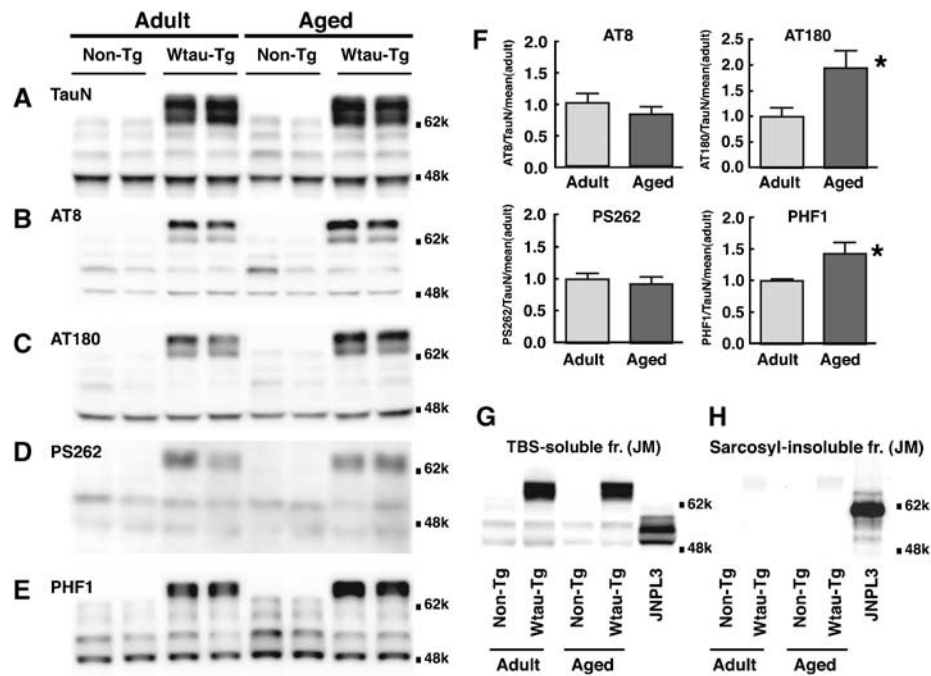 Adult Aged
Non-Tg Wtau-Tg Non-Tg Wtau-Tg
A TauN
62k
48k
B AT8
62k
48k
C AT180
62k
48k
D PS262
62k
48k
E PHF1
62k
48k
F
AT8
AT8/TauN/mean(adult)
2.0
1.5
1.0
0.5
0.0
Adult Aged
AT180
AT180/TauN/mean(adult)
2.5
2.0
1.5
1.0
0.5
0.0
*
Adult Aged
PS262
PS262/TauN/mean(adult)
2.0
1.5
1.0
0.5
0.0
Adult Aged
PHF1
PHF1/TauN/mean(adult)
2.0
1.5
1.0
0.5
0.0
*
Adult Aged
G
TBS-soluble fr. (JM)
62k
48k
Non-Tg
Wtau-Tg
Non-Tg
Wtau-Tg
JNPL3
Adult Aged
H
Sarcosyl-insoluble fr. (JM)
62k
48k
Non-Tg
Wtau-Tg
Non-Tg
Wtau-Tg
JNPL3
Adult Aged